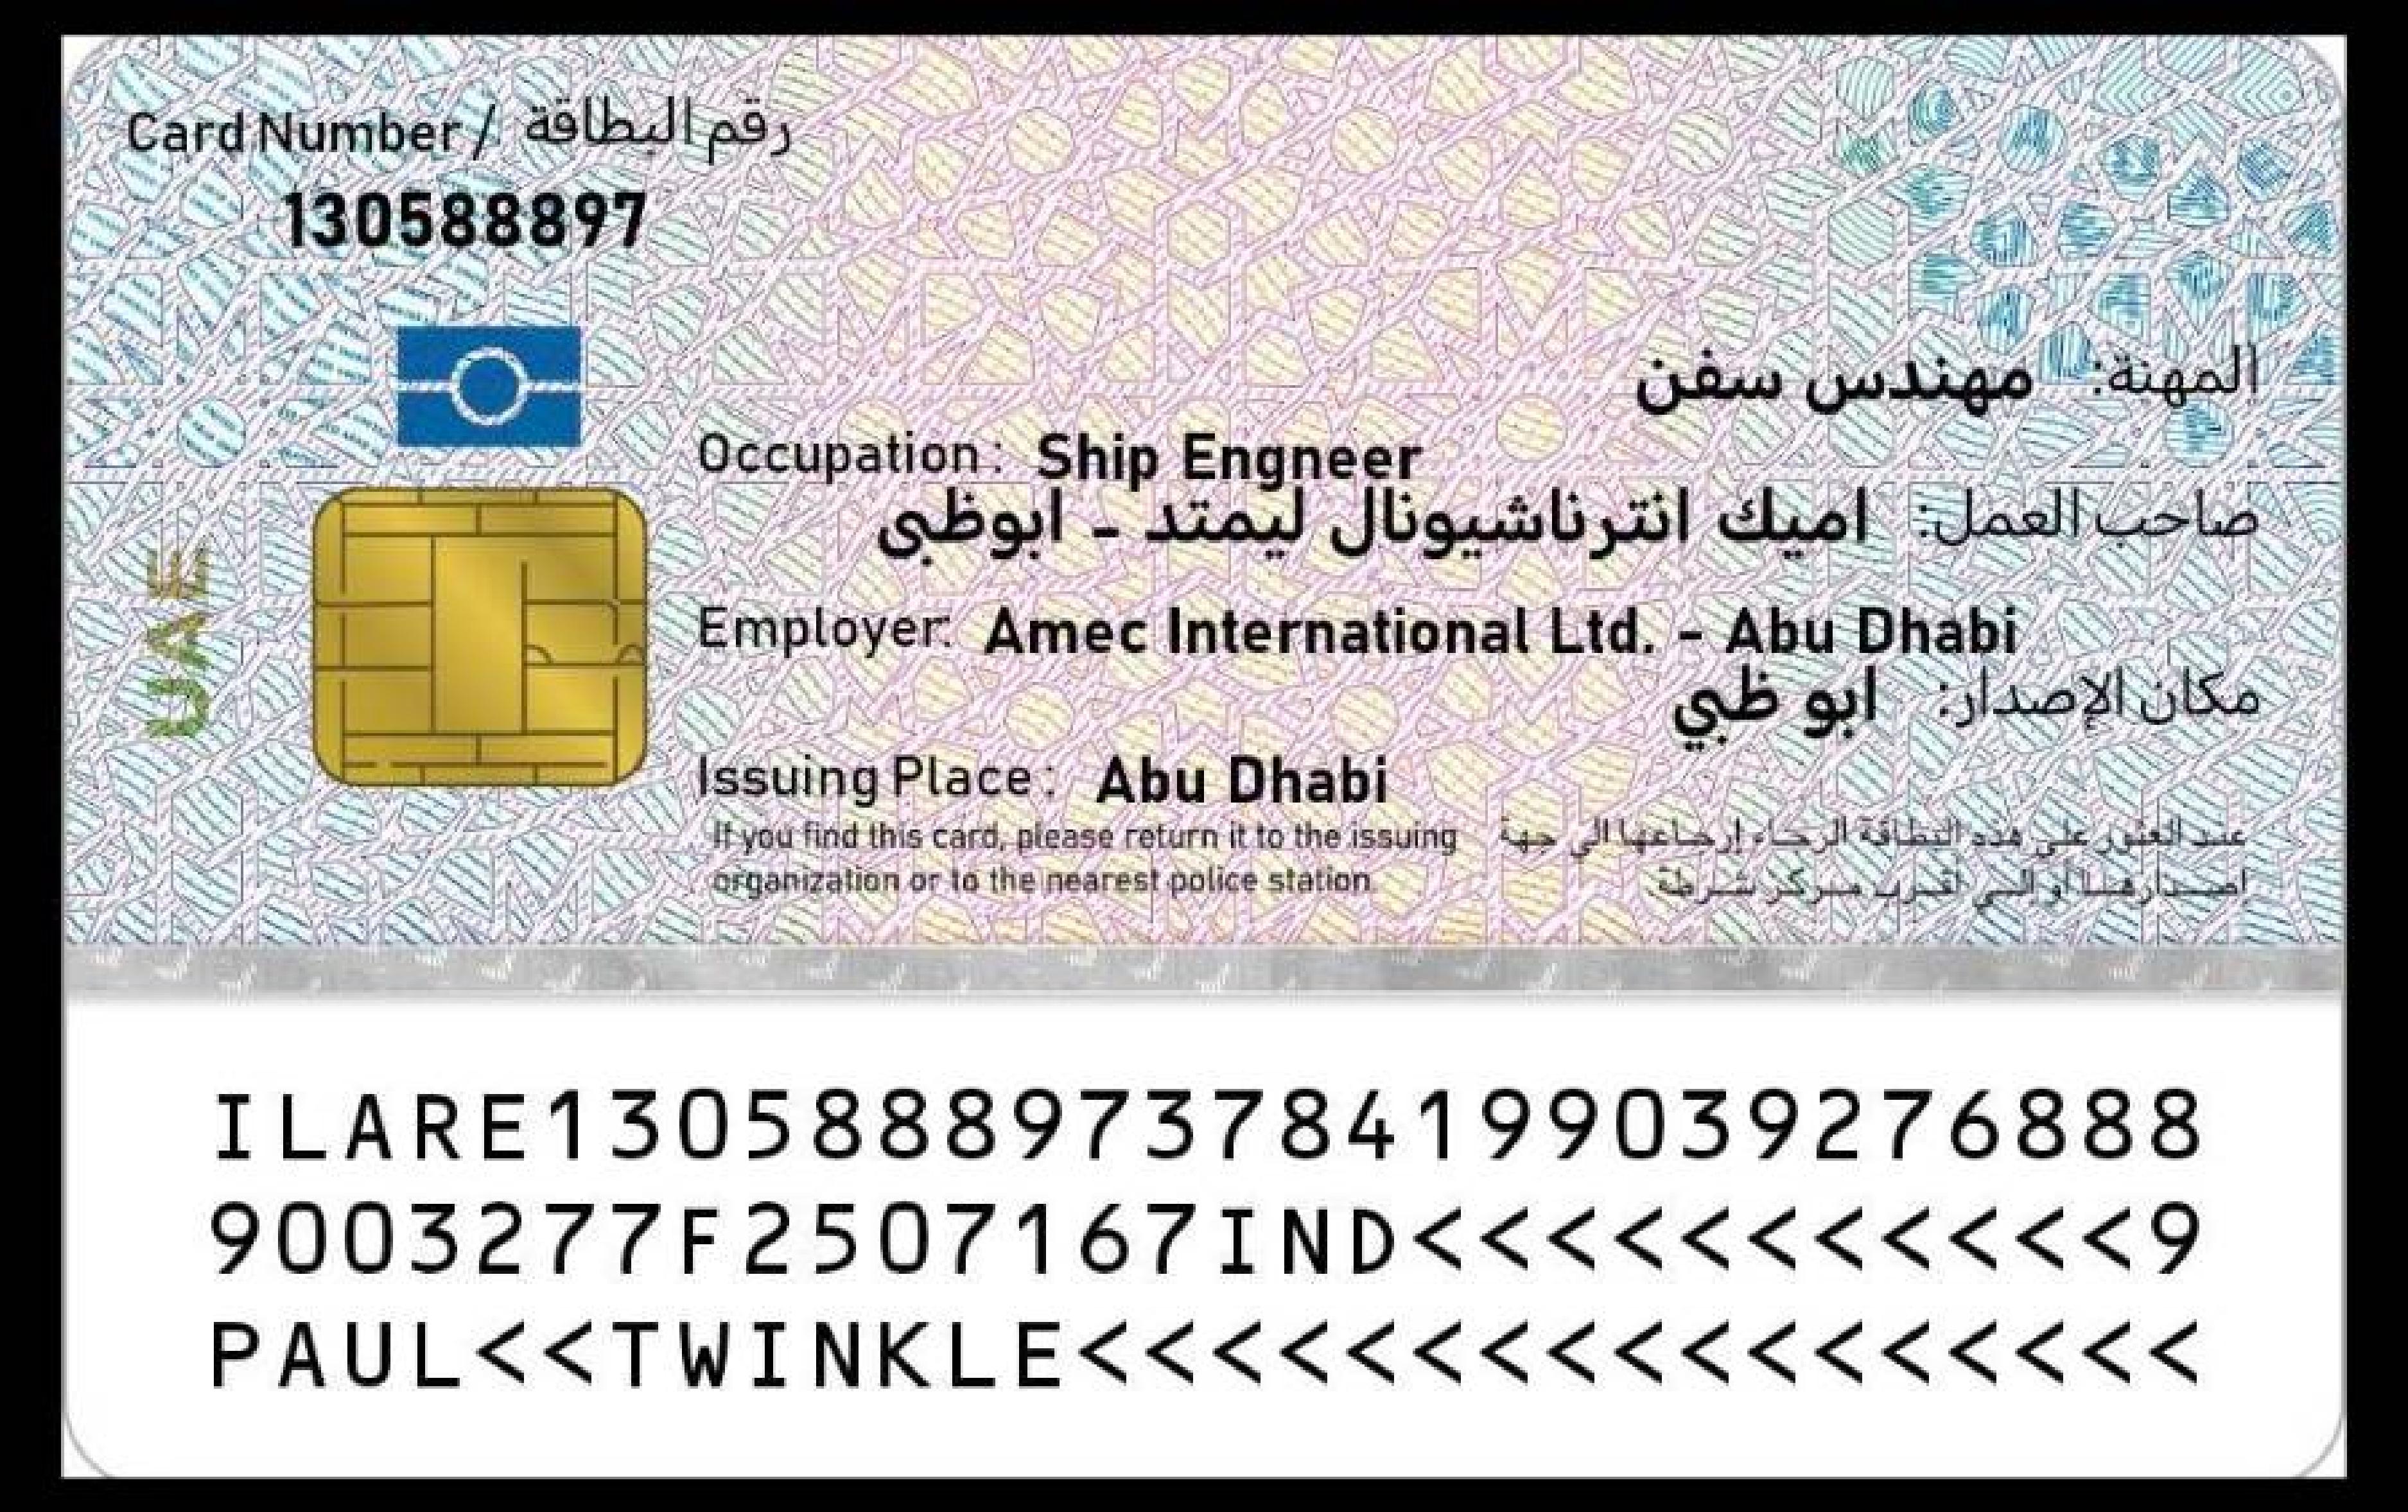 Card Number / رقم البطاقة
130588897
المهنة: مهندس سفن
Occupation: Ship Engneer
صاحب العمل: اميك انترناشيونال ليمتد - ابوظبى
Employer: Amec International Ltd. - Abu Dhabi
مكان الإصدار: ابو ظبي
Issuing Place: Abu Dhabi
If you find this card, please return it to the issuing
organization or to the nearest police station.
عند العثور على هذه البطاقة الرجاء إرجاعها الى جهة
اصدارها أو الى اقرب مركز شرطة.
UAE
ILARE1305888973784199039276888
9003277F2507167IND<<<<<<<<<<<9
PAUL<<TWINKLE<<<<<<<<<<<<<<<<<